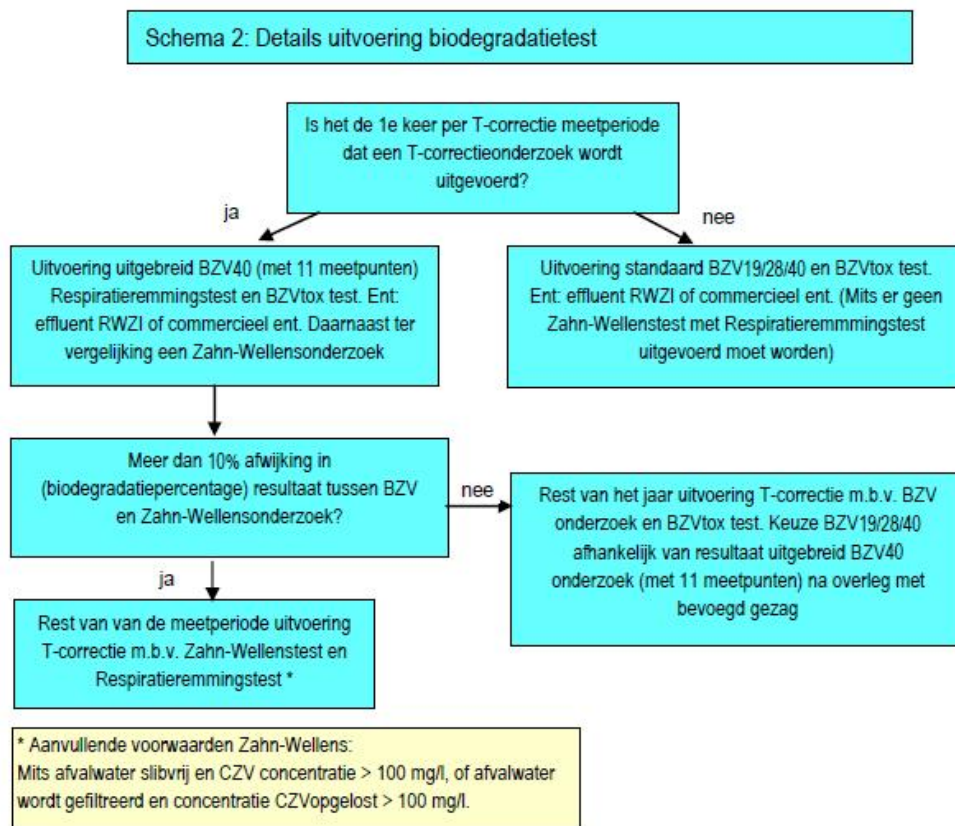 Schema 2: Details uitvoering biodegradatietest
Is het de 1e keer per T-correctie meetperiode
dat een T-correctieonderzoek wordt
uitgevoerd?
ja
nee
Uitvoering uitgebreid BZV40 (met 11 meetpunten)
Respiratieremmingstest en BZVtox test. Ent:
effluent RWZI of commercieel ent. Daarnaast ter
vergelijking een Zahn-Wellensonderzoek
Uitvoering standaard BZV19/28/40 en BZVtox test.
Ent: effluent RWZI of commercieel ent. (Mits er geen
Zahn-Wellenstest met Respiratieremmmingstest
uitgevoerd moet worden)
Meer dan 10% afwijking in
(biodegradatiepercentage) resultaat tussen BZV
en Zahn-Wellensonderzoek?
nee
Rest van het jaar uitvoering T-correctie m.b.v. BZV
onderzoek en BZVtox test. Keuze BZV19/28/40
afhankelijk van resultaat uitgebreid BZV40
onderzoek (met 11 meetpunten) na overleg met
bevoegd gezag
ja
Rest van van de meetperiode uitvoering
T-correctie m.b.v. Zahn-Wellenstest en
Respiratieremmingstest *
* Aanvullende voorwaarden Zahn-Wellens:
Mits afvalwater slibvrij en CZV concentratie > 100 mg/l, of afvalwater
wordt gefiltreerd en concentratie CZVopgelost > 100 mg/l.